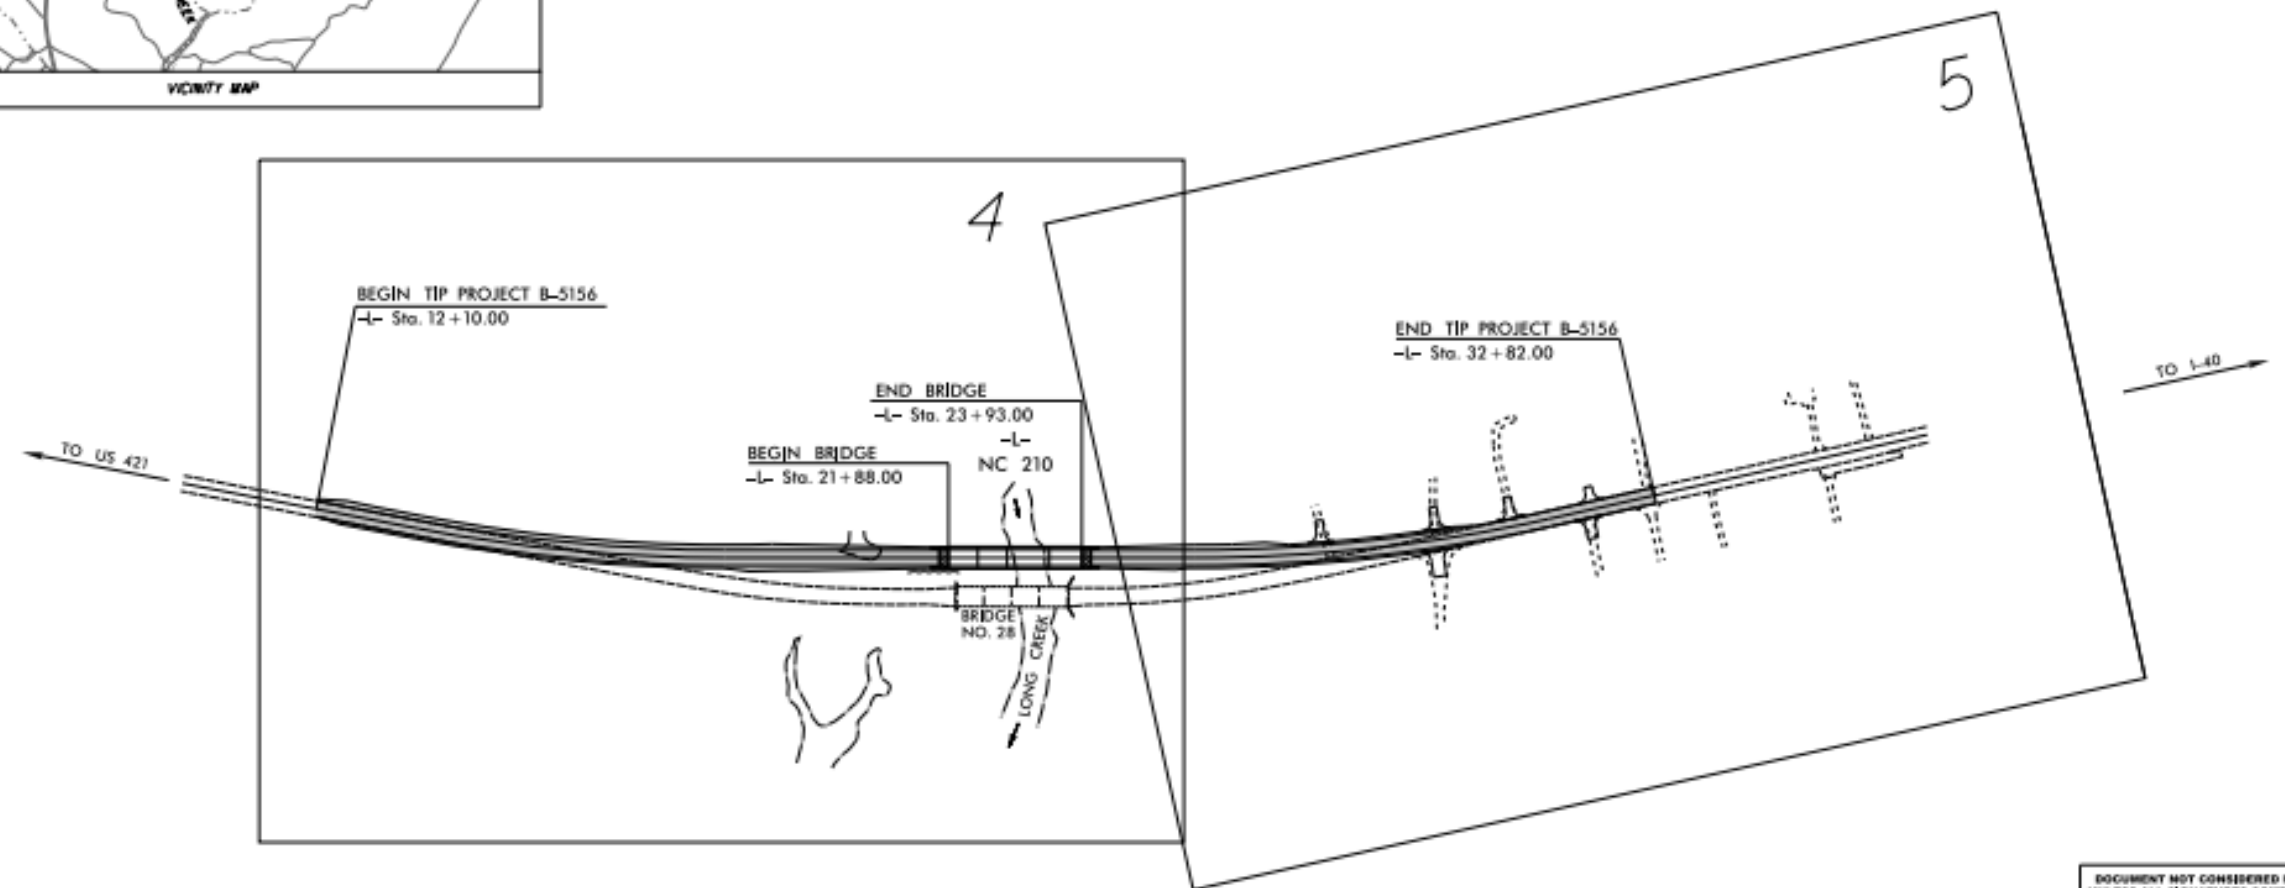 VICINITY MAP
5
4
BEGIN TIP PROJECT B-5156
-L- Sta. 12+10.00
END TIP PROJECT B-5156
-L- Sta. 32+82.00
TO I-40
END BRIDGE
-L- Sta. 23+93.00
-L-
NC 210
BEGIN BRIDGE
-L- Sta. 21+88.00
TO US 421
BRIDGE
NO. 28
LONG CREEK
DOCUMENT NOT CONSIDERED